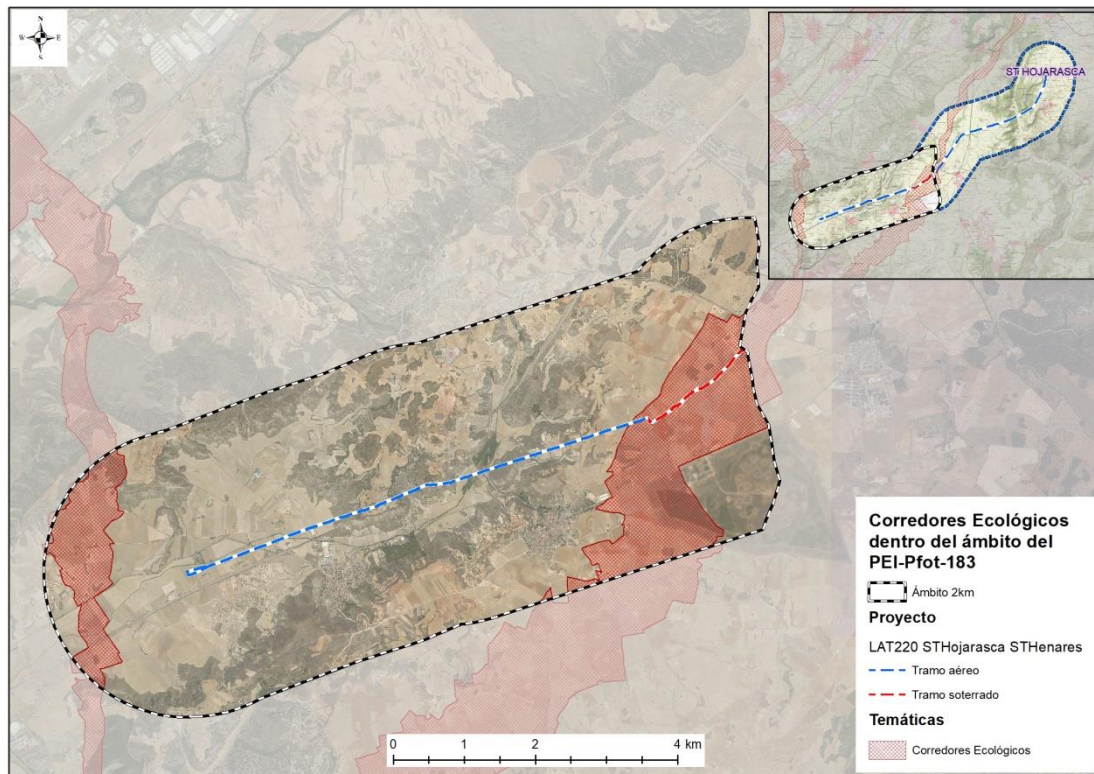 N
W E
S
ST HOJARASCA
Corredores Ecológicos
dentro del ámbito del
PEI-Pfot-183
Ámbito 2km
Proyecto
LAT220 STHojarasca STHenares
Tramo aéreo
Tramo soterrado
Temáticas
Corredores Ecológicos
0 1 2 4 km